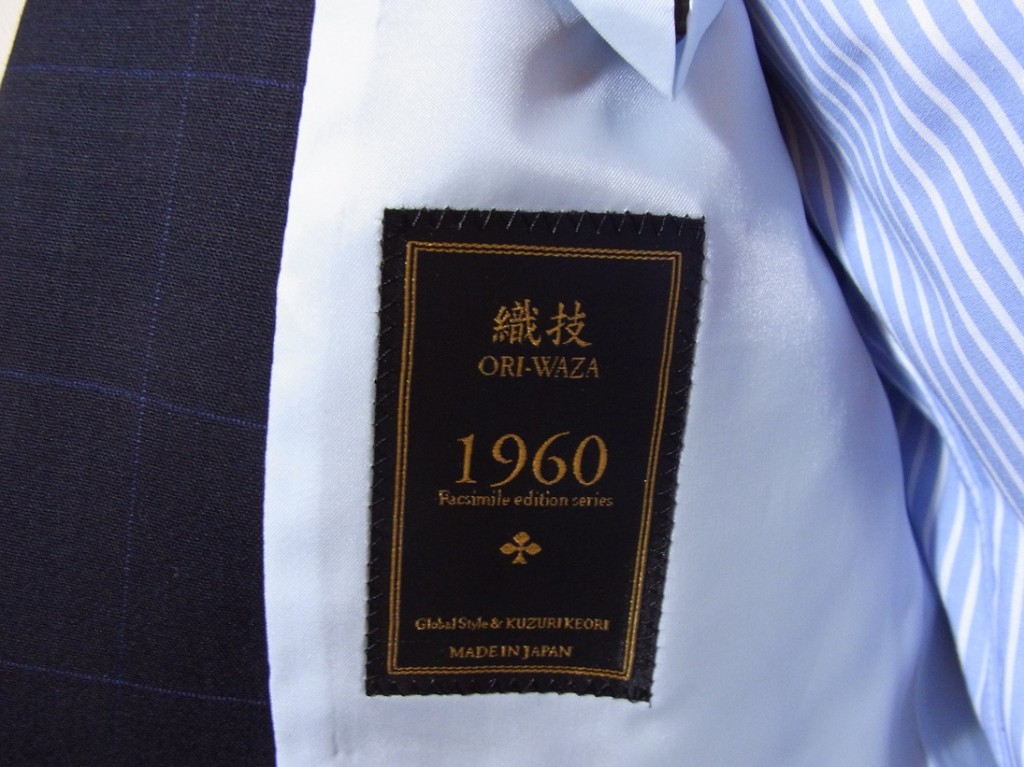 織技
ORI-WAZA
1960
Facsimile edition series
Global Style & KUZURI KEORI
MADE IN JAPAN